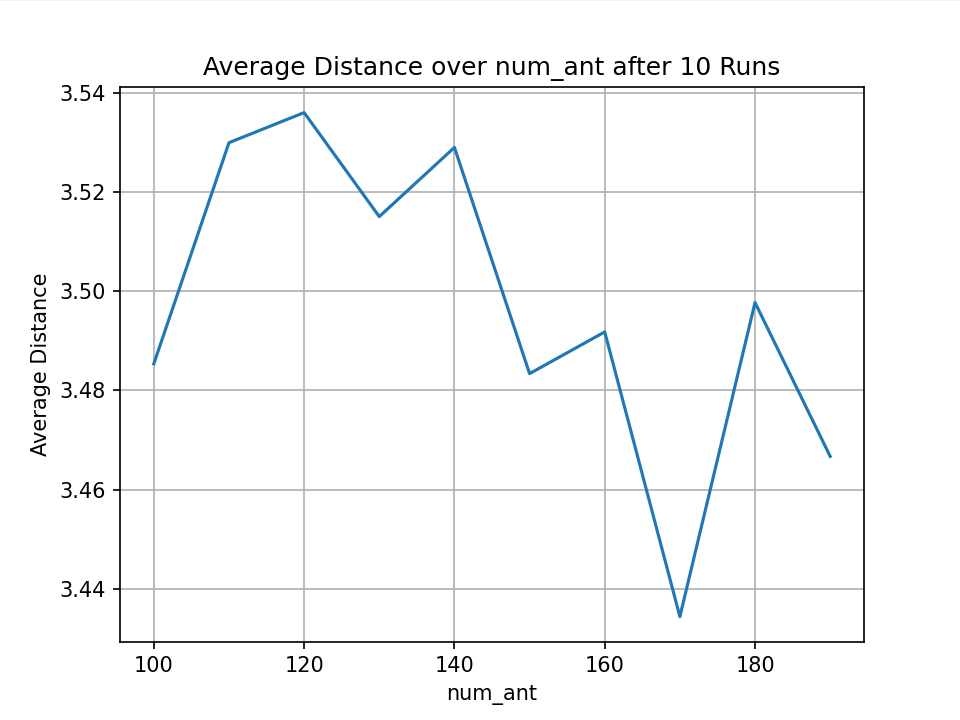 Average Distance over num_ant after 10 Runs
3.54
3.52
3.50
3.48
3.46
3.44
Average Distance
100 120 140 160 180
num_ant